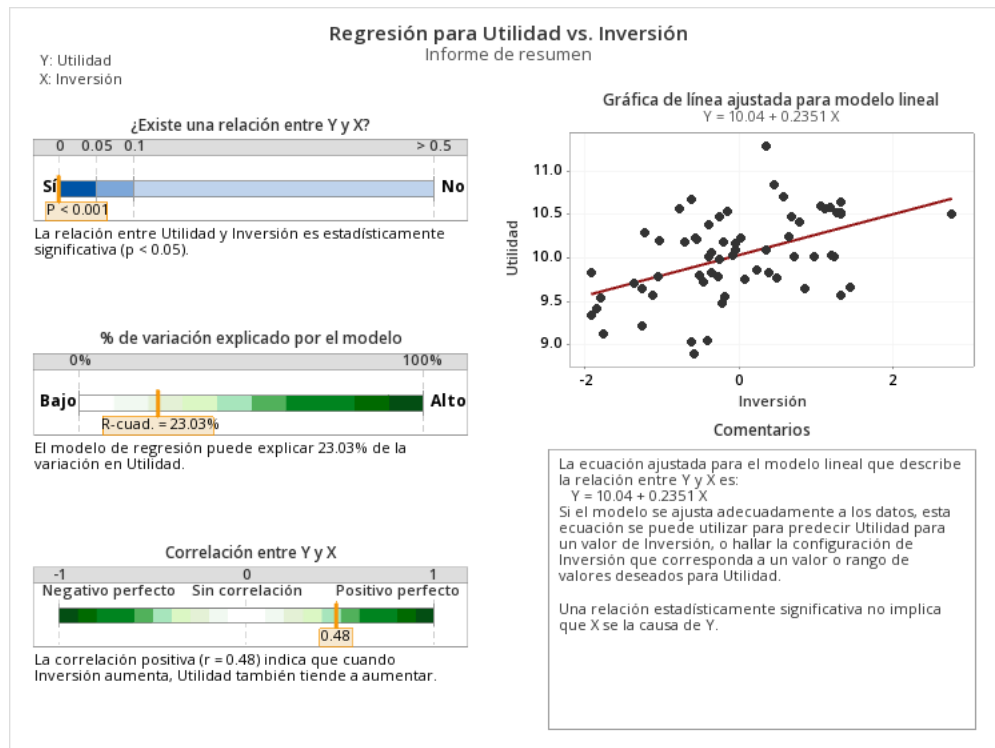 Regresión para Utilidad vs. Inversión
Informe de resumen
Y: Utilidad
X: Inversión
¿Existe una relación entre Y y X?
0 0.05 0.1 > 0.5
Sí No
P < 0.001
La relación entre Utilidad y Inversión es estadísticamente
significativa (p < 0.05).
% de variación explicado por el modelo
0% 100%
Bajo Alto
R-cuad. = 23.03%
El modelo de regresión puede explicar 23.03% de la
variación en Utilidad.
Correlación entre Y y X
-1 0 1
Negativo perfecto Sin correlación Positivo perfecto
0.48
La correlación positiva (r = 0.48) indica que cuando
Inversión aumenta, Utilidad también tiende a aumentar.
Gráfica de línea ajustada para modelo lineal
Y = 10.04 + 0.2351 X
11.0
10.5
10.0
9.5
9.0
Utilidad
-2 0 2
Inversión
Comentarios
La ecuación ajustada para el modelo lineal que describe
la relación entre Y y X es:
Y = 10.04 + 0.2351 X
Si el modelo se ajusta adecuadamente a los datos, esta
ecuación se puede utilizar para predecir Utilidad para
un valor de Inversión, o hallar la configuración de
Inversión que corresponda a un valor o rango de
valores deseados para Utilidad.
Una relación estadísticamente significativa no implica
que X se la causa de Y.